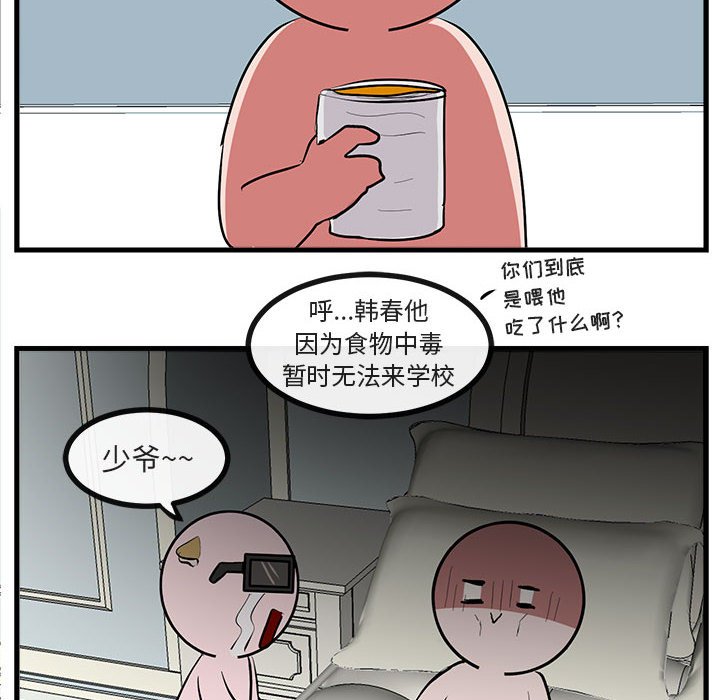 你们到底
是喂他
吃了什么啊?
呼...韩春他
因为食物中毒
暂时无法来学校
少爷~~